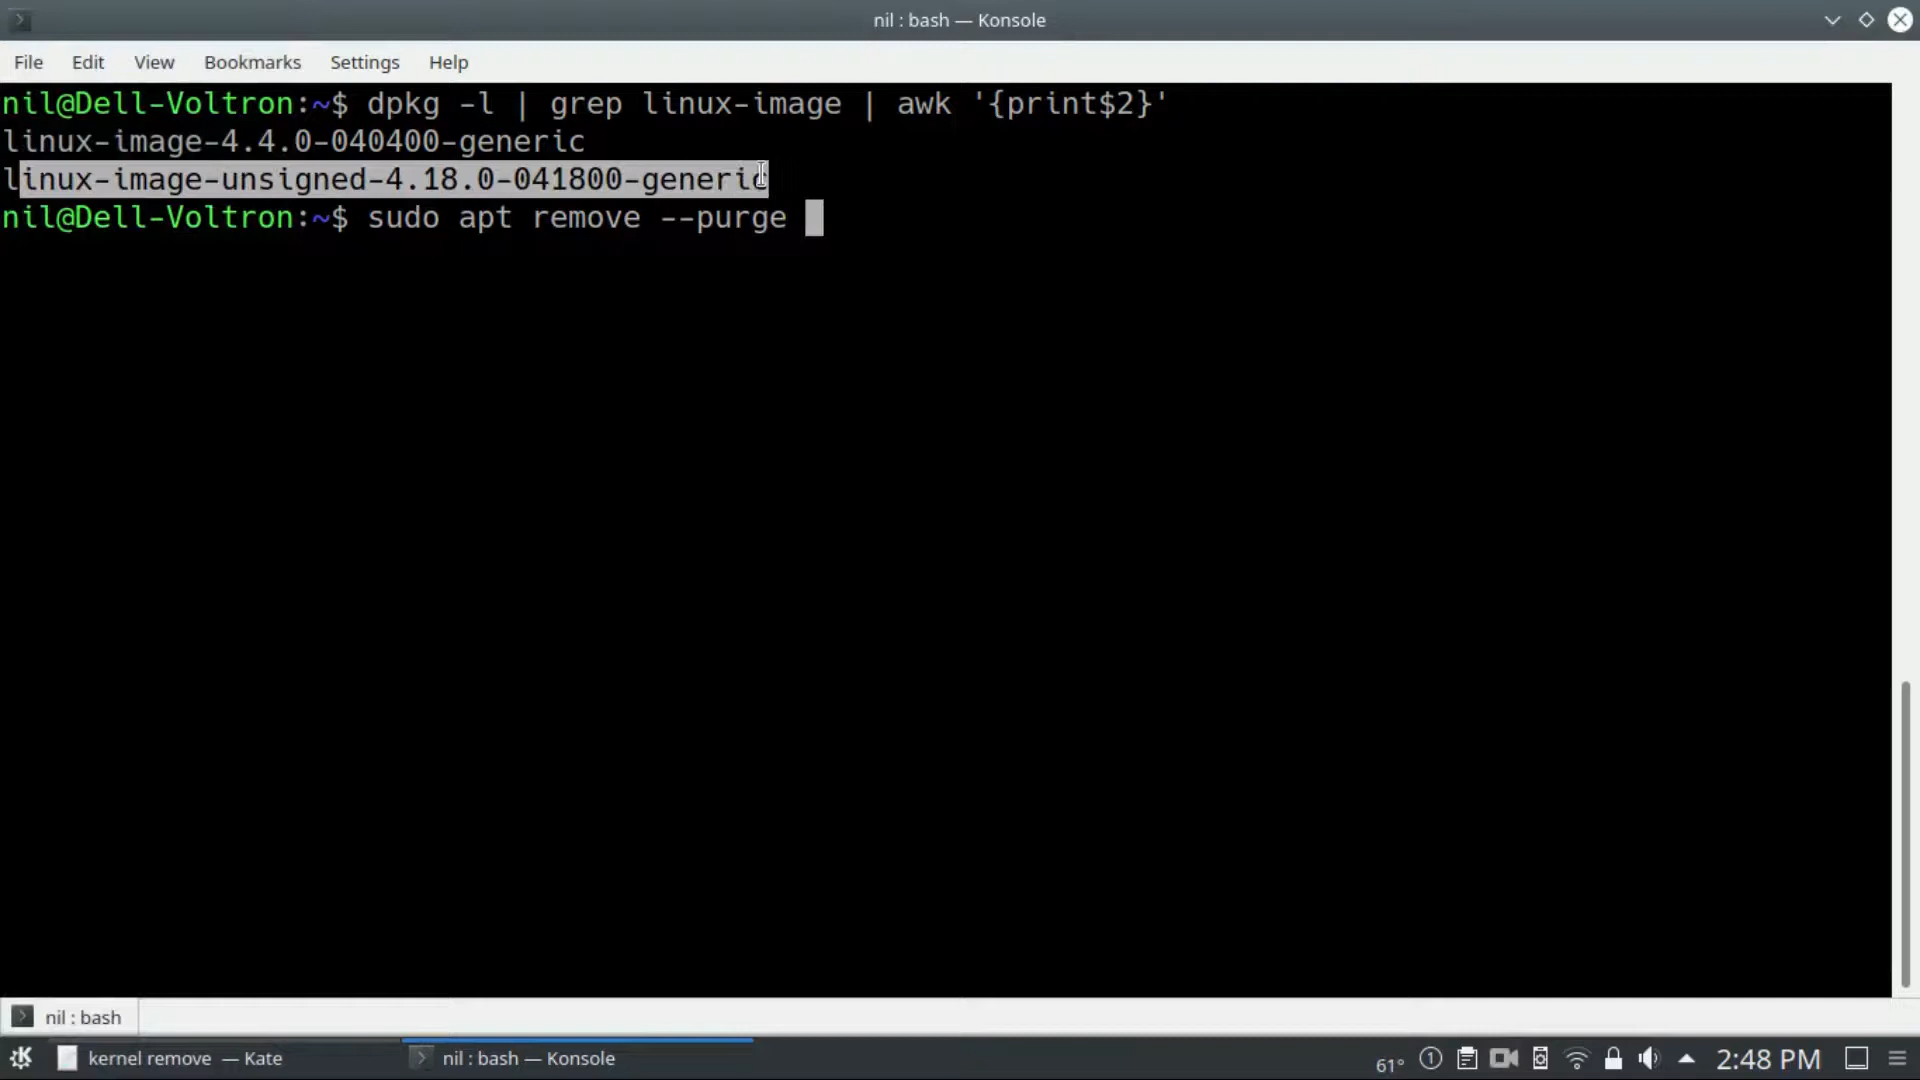 nil : bash — Konsole
File Edit View Bookmarks Settings Help
nil@Dell-Voltron:~$ dpkg -l | grep linux-image | awk '{print$2}'
linux-image-4.4.0-040400-generic
linux-image-unsigned-4.18.0-041800-generic
nil@Dell-Voltron:~$ sudo apt remove --purge
nil : bash
kernel remove — Kate
nil : bash — Konsole
61°
1
2:48 PM